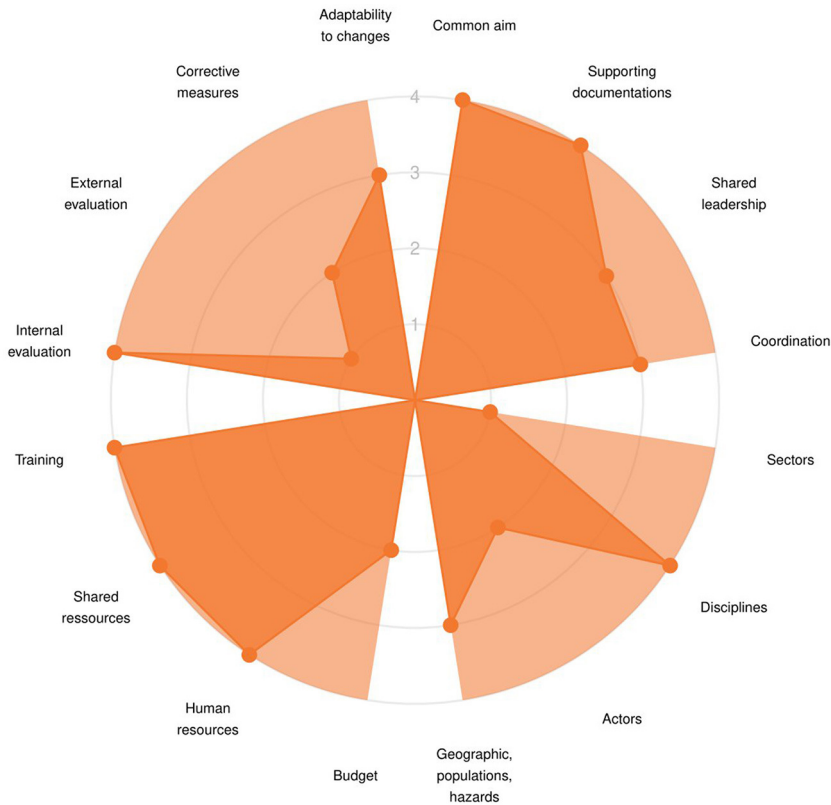 Adaptability
to changes
Common aim
Supporting
documentations
Shared
leadership
Coordination
Sectors
Disciplines
Actors
Geographic,
populations,
hazards
Budget
Human
resources
Shared
ressources
Training
Internal
evaluation
External
evaluation
Corrective
measures
4
3
2
1